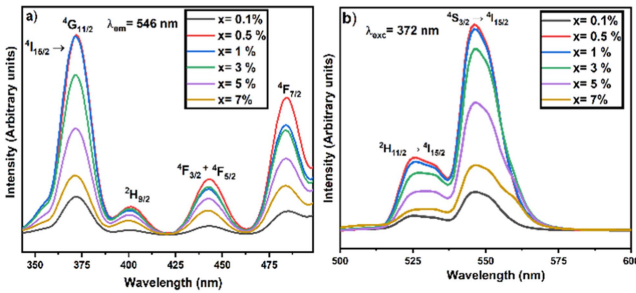 a)
⁴G₁₁/₂
⁴I₁₅/₂ →
λem= 546 nm
x= 0.1%
x= 0.5 %
x= 1 %
x= 3 %
x= 5 %
x= 7%
⁴F₇/₂
⁴F₃/₂ + ⁴F₅/₂
²H₉/₂
Intensity (Arbitrary units)
350 375 400 425 450 475
Wavelength (nm)
b)
λexc= 372 nm
⁴S₃/₂ → ⁴I₁₅/₂
x= 0.1%
x= 0.5 %
x= 1 %
x= 3 %
x= 5 %
x= 7%
²H₁₁/₂ → ⁴I₁₅/₂
Intensity (Arbitrary units)
500 525 550 575 600
Wavelength (nm)